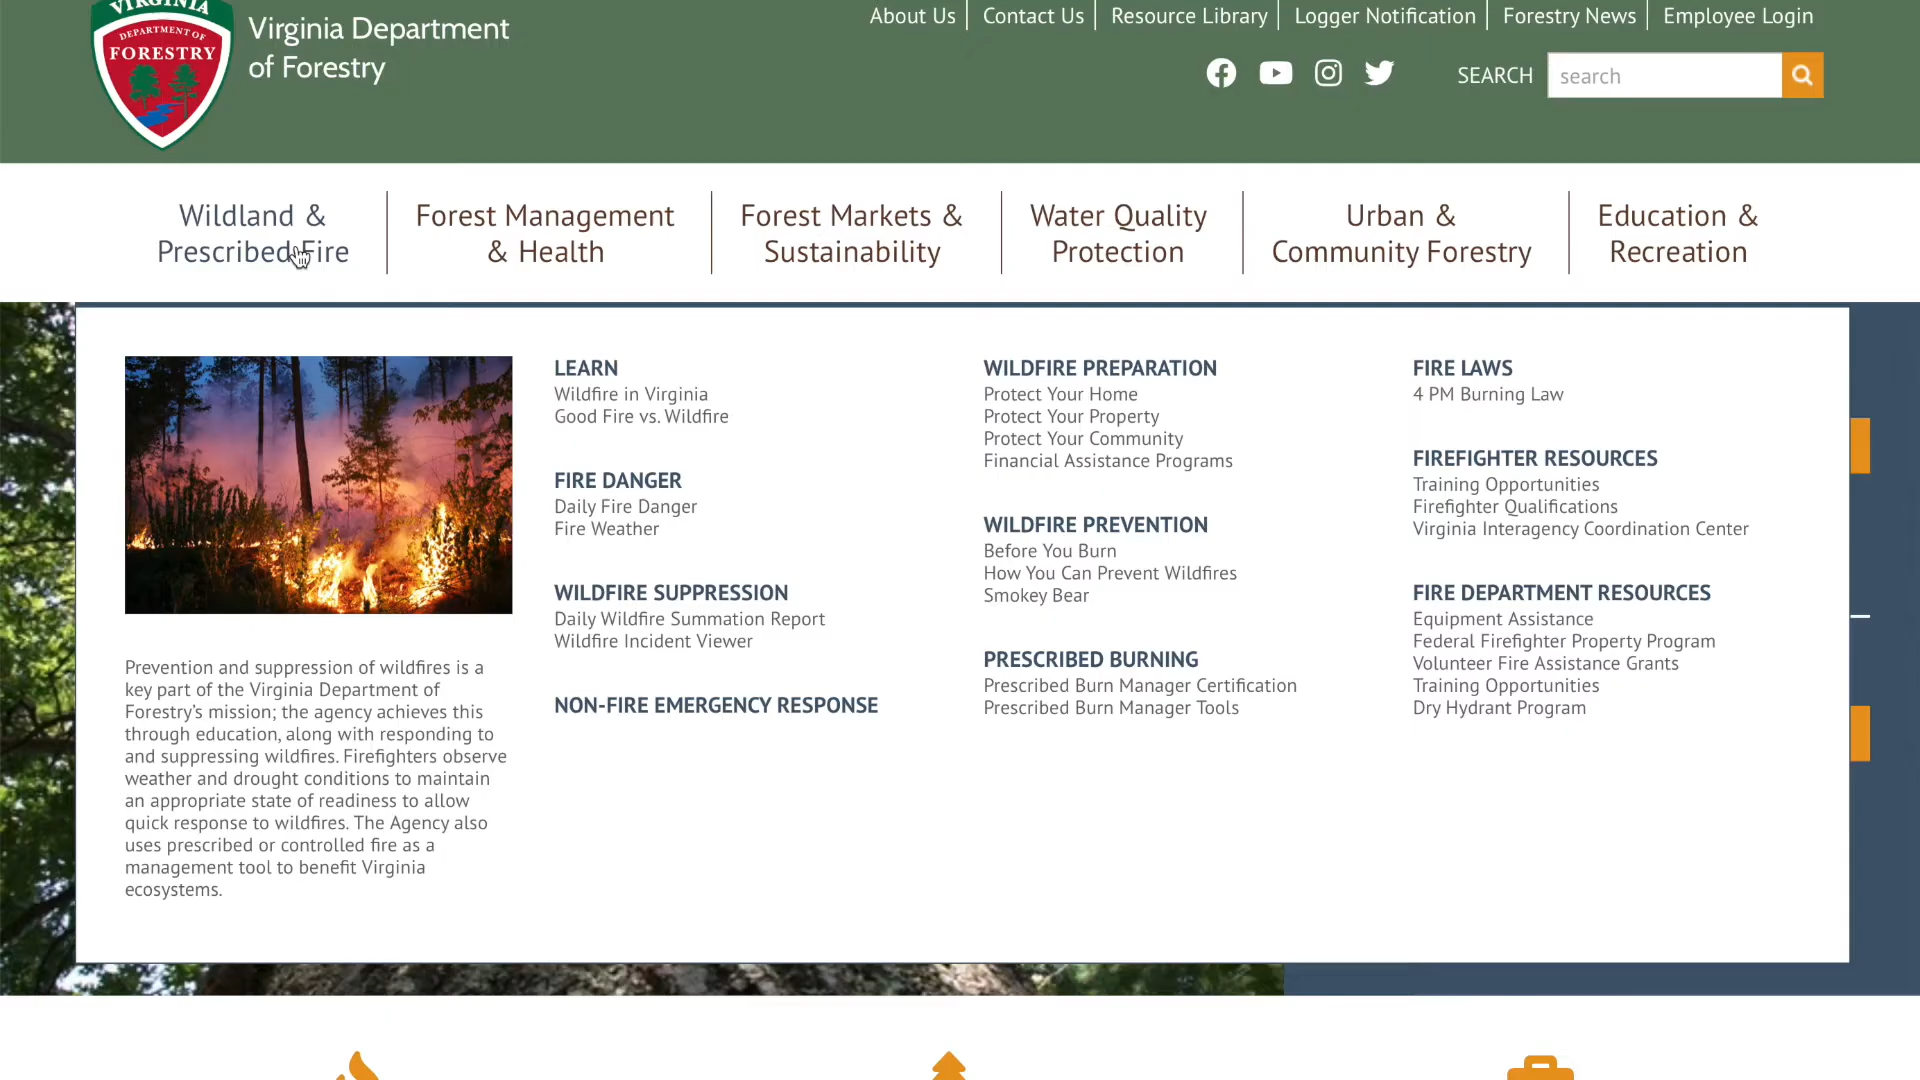 VIRGINIA
DEPARTMENT OF
FORESTRY
Virginia Department
of Forestry
About Us
Contact Us
Resource Library
Logger Notification
Forestry News
Employee Login
SEARCH
search
Wildland &
Prescribed Fire
Forest Management
& Health
Forest Markets &
Sustainability
Water Quality
Protection
Urban &
Community Forestry
Education &
Recreation
Prevention and suppression of wildfires is a
key part of the Virginia Department of
Forestry's mission; the agency achieves this
through education, along with responding to
and suppressing wildfires. Firefighters observe
weather and drought conditions to maintain
an appropriate state of readiness to allow
quick response to wildfires. The Agency also
uses prescribed or controlled fire as a
management tool to benefit Virginia
ecosystems.
LEARN
Wildfire in Virginia
Good Fire vs. Wildfire
FIRE DANGER
Daily Fire Danger
Fire Weather
WILDFIRE SUPPRESSION
Daily Wildfire Summation Report
Wildfire Incident Viewer
NON-FIRE EMERGENCY RESPONSE
WILDFIRE PREPARATION
Protect Your Home
Protect Your Property
Protect Your Community
Financial Assistance Programs
WILDFIRE PREVENTION
Before You Burn
How You Can Prevent Wildfires
Smokey Bear
PRESCRIBED BURNING
Prescribed Burn Manager Certification
Prescribed Burn Manager Tools
FIRE LAWS
4 PM Burning Law
FIREFIGHTER RESOURCES
Training Opportunities
Firefighter Qualifications
Virginia Interagency Coordination Center
FIRE DEPARTMENT RESOURCES
Equipment Assistance
Federal Firefighter Property Program
Volunteer Fire Assistance Grants
Training Opportunities
Dry Hydrant Program